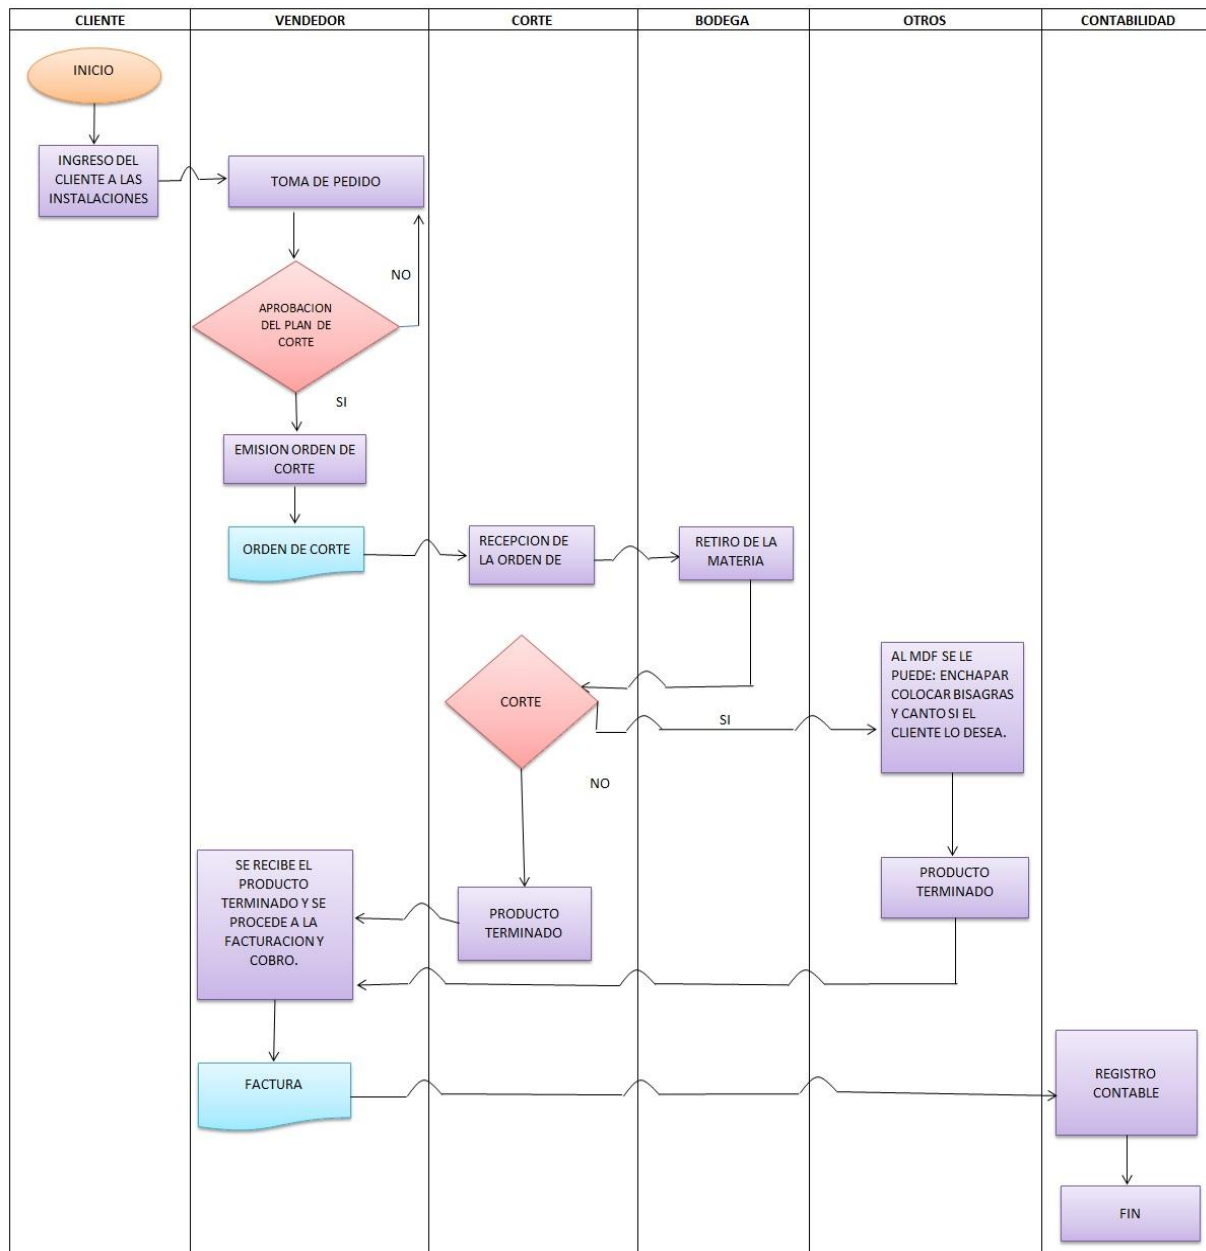 CLIENTE
VENDEDOR
CORTE
BODEGA
OTROS
CONTABILIDAD
INICIO
INGRESO DEL
CLIENTE A LAS
INSTALACIONES
TOMA DE PEDIDO
NO
APROBACION
DEL PLAN DE
CORTE
SI
EMISION ORDEN DE
CORTE
ORDEN DE CORTE
RECEPCION DE
LA ORDEN DE
RETIRO DE LA
MATERIA
CORTE
SI
NO
AL MDF SE LE
PUEDE: ENCHAPAR
COLOCAR BISAGRAS
Y CANTO SI EL
CLIENTE LO DESEA.
PRODUCTO
TERMINADO
PRODUCTO
TERMINADO
SE RECIBE EL
PRODUCTO
TERMINADO Y SE
PROCEDE A LA
FACTURACION Y
COBRO.
FACTURA
REGISTRO
CONTABLE
FIN